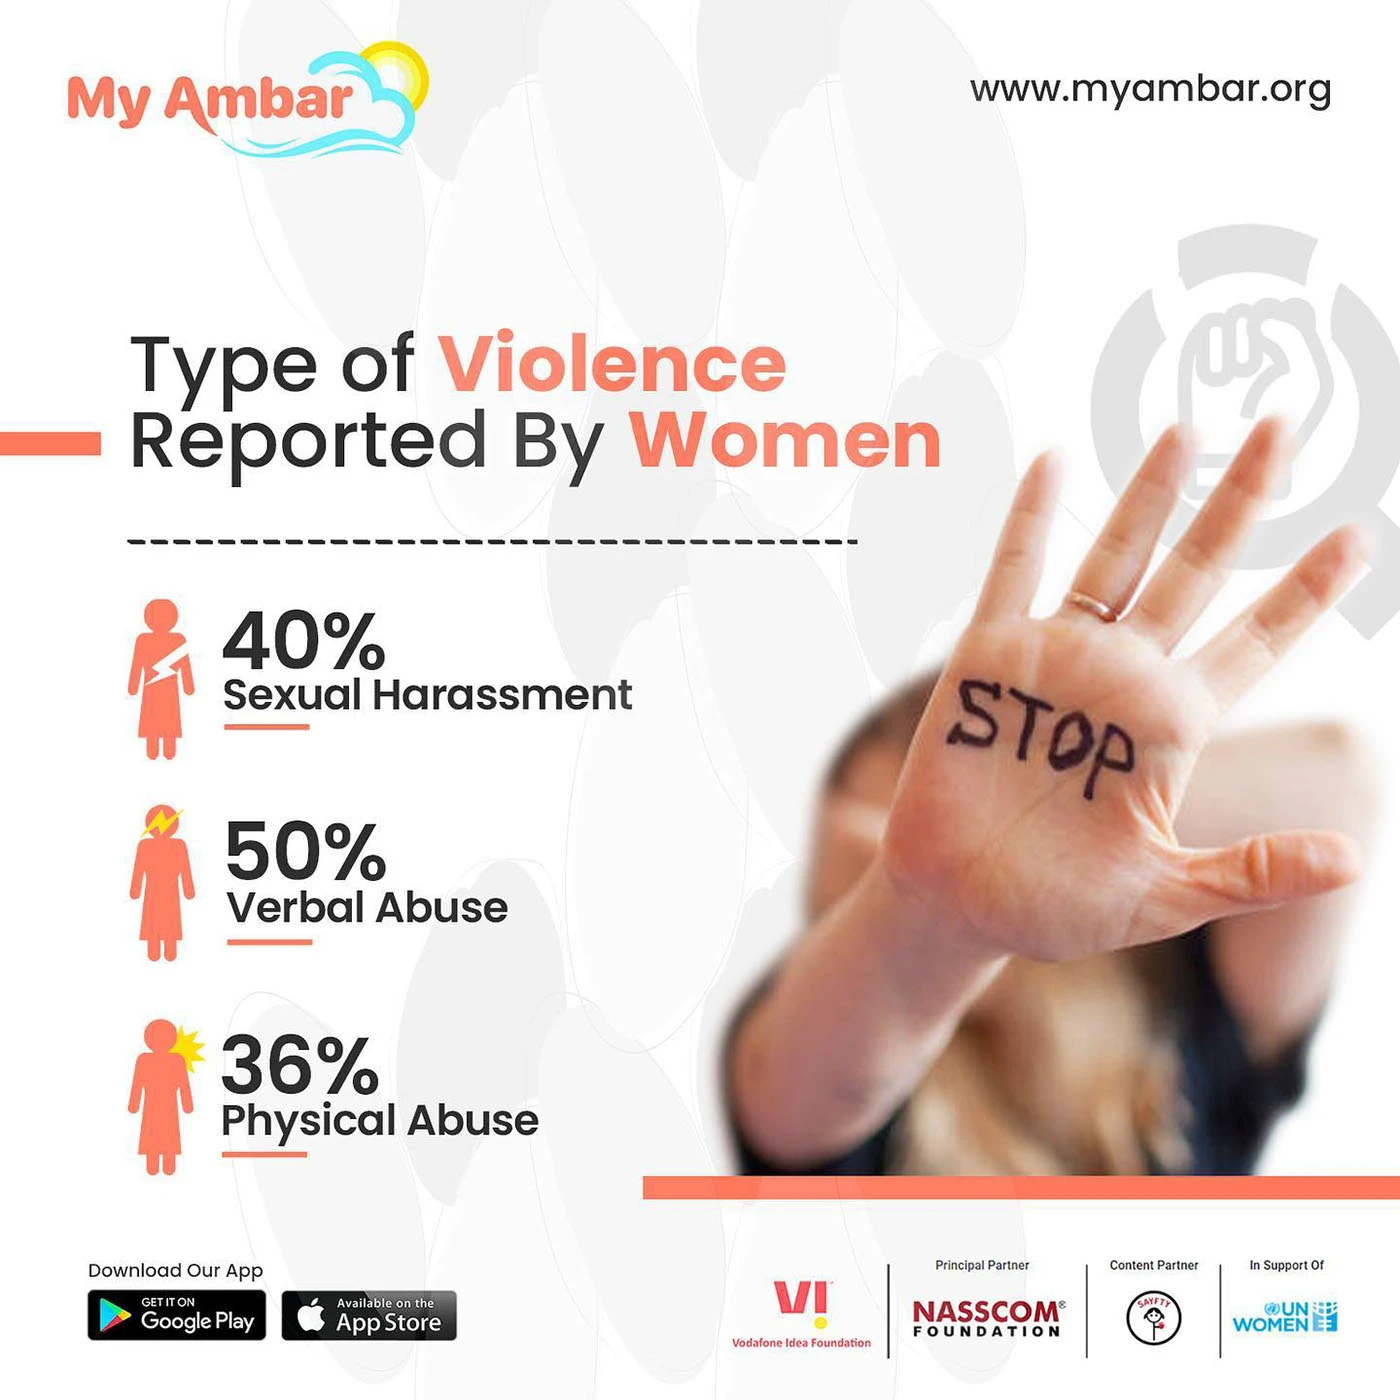 My Ambar
www.myambar.org
Type of Violence
Reported By Women
STOP
40%
Sexual Harassment
50%
Verbal Abuse
36%
Physical Abuse
Download Our App
GET IT ON
Google Play
Available on the
App Store
VI
Vodafone Idea Foundation
Principal Partner
NASSCOM®
FOUNDATION
Content Partner
SAYFTY
In Support Of
UN
WOMEN